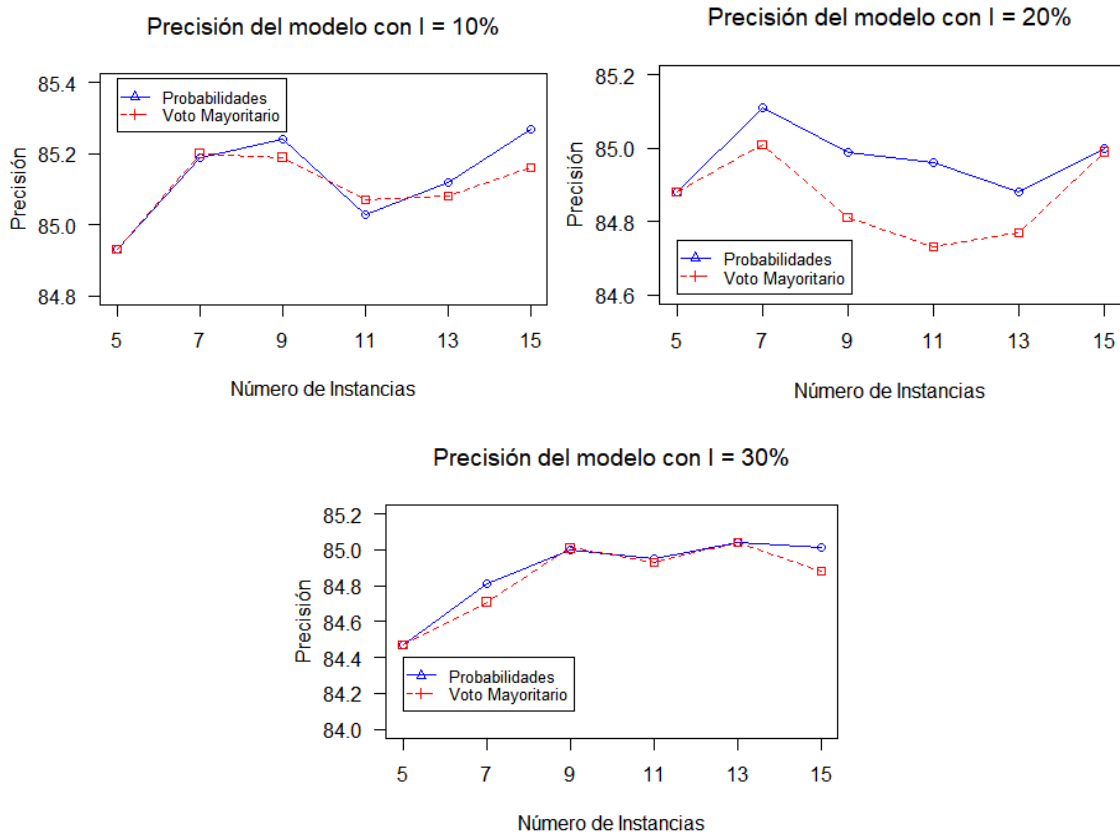 Precisión del modelo con I = 10%
85.4
85.2
85.0
84.8
Precisión
Probabilidades
Voto Mayoritario
5 7 9 11 13 15
Número de Instancias
Precisión del modelo con I = 20%
85.2
85.0
84.8
84.6
Precisión
Probabilidades
Voto Mayoritario
5 7 9 11 13 15
Número de Instancias
Precisión del modelo con I = 30%
85.2
85.0
84.8
84.6
84.4
84.2
84.0
Precisión
Probabilidades
Voto Mayoritario
5 7 9 11 13 15
Número de Instancias